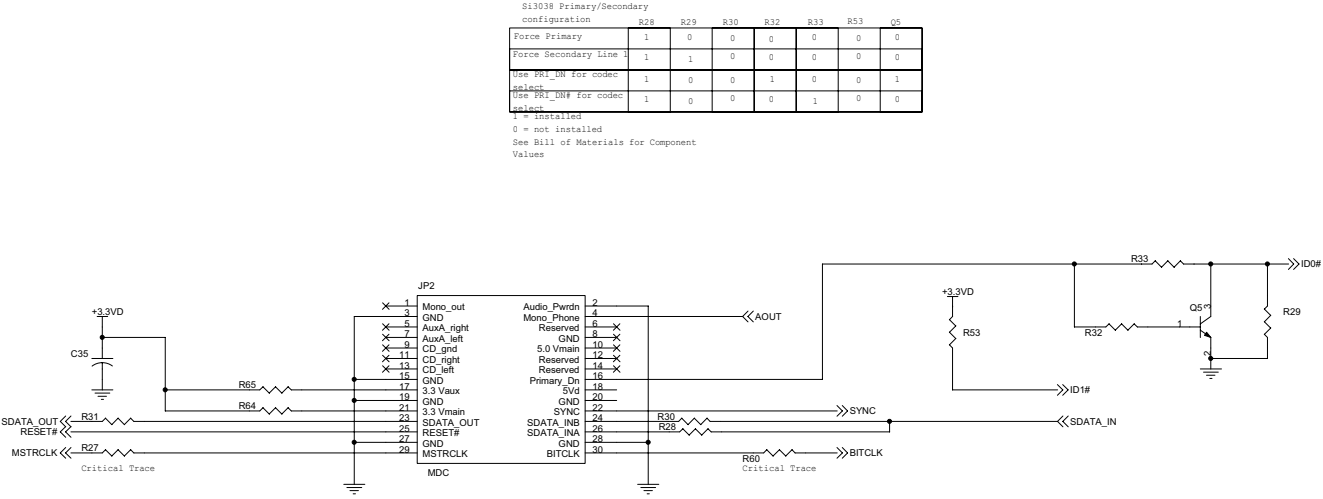 Si3038 Primary/Secondary
configuration R28 R29 R30 R32 R33 R53 Q5
Force Primary 1 0 0 0 0 0 0
Force Secondary Line 1 1 1 0 0 0 0 0
Use PRI_DN for codec select 1 0 0 1 0 0 1
Use PRI_DN# for codec select 1 0 0 0 1 0 0
1 = installed
0 = not installed
See Bill of Materials for Component
Values
R33
ID0#
JP2
+3.3VD
C35
R65
R64
SDATA_OUT
R31
RESET#
MSTRCLK
R27
Critical Trace
1 Mono_out Audio_Pwrdn 2
3 GND Mono_Phone 4
5 AuxA_right Reserved 6
7 AuxA_left GND 8
9 CD_gnd 5.0 Vmain 10
11 CD_right Reserved 12
13 CD_left Reserved 14
15 GND Primary_Dn 16
17 3.3 Vaux 5Vd 18
19 GND GND 20
21 3.3 Vmain SYNC 22
23 SDATA_OUT SDATA_INB 24
25 RESET# SDATA_INA 26
27 GND GND 28
29 MSTRCLK BITCLK 30
MDC
AOUT
+3.3VD
R53
ID1#
R32
Q5
1
3
2
R29
SYNC
R30
R28
SDATA_IN
R60
BITCLK
Critical Trace